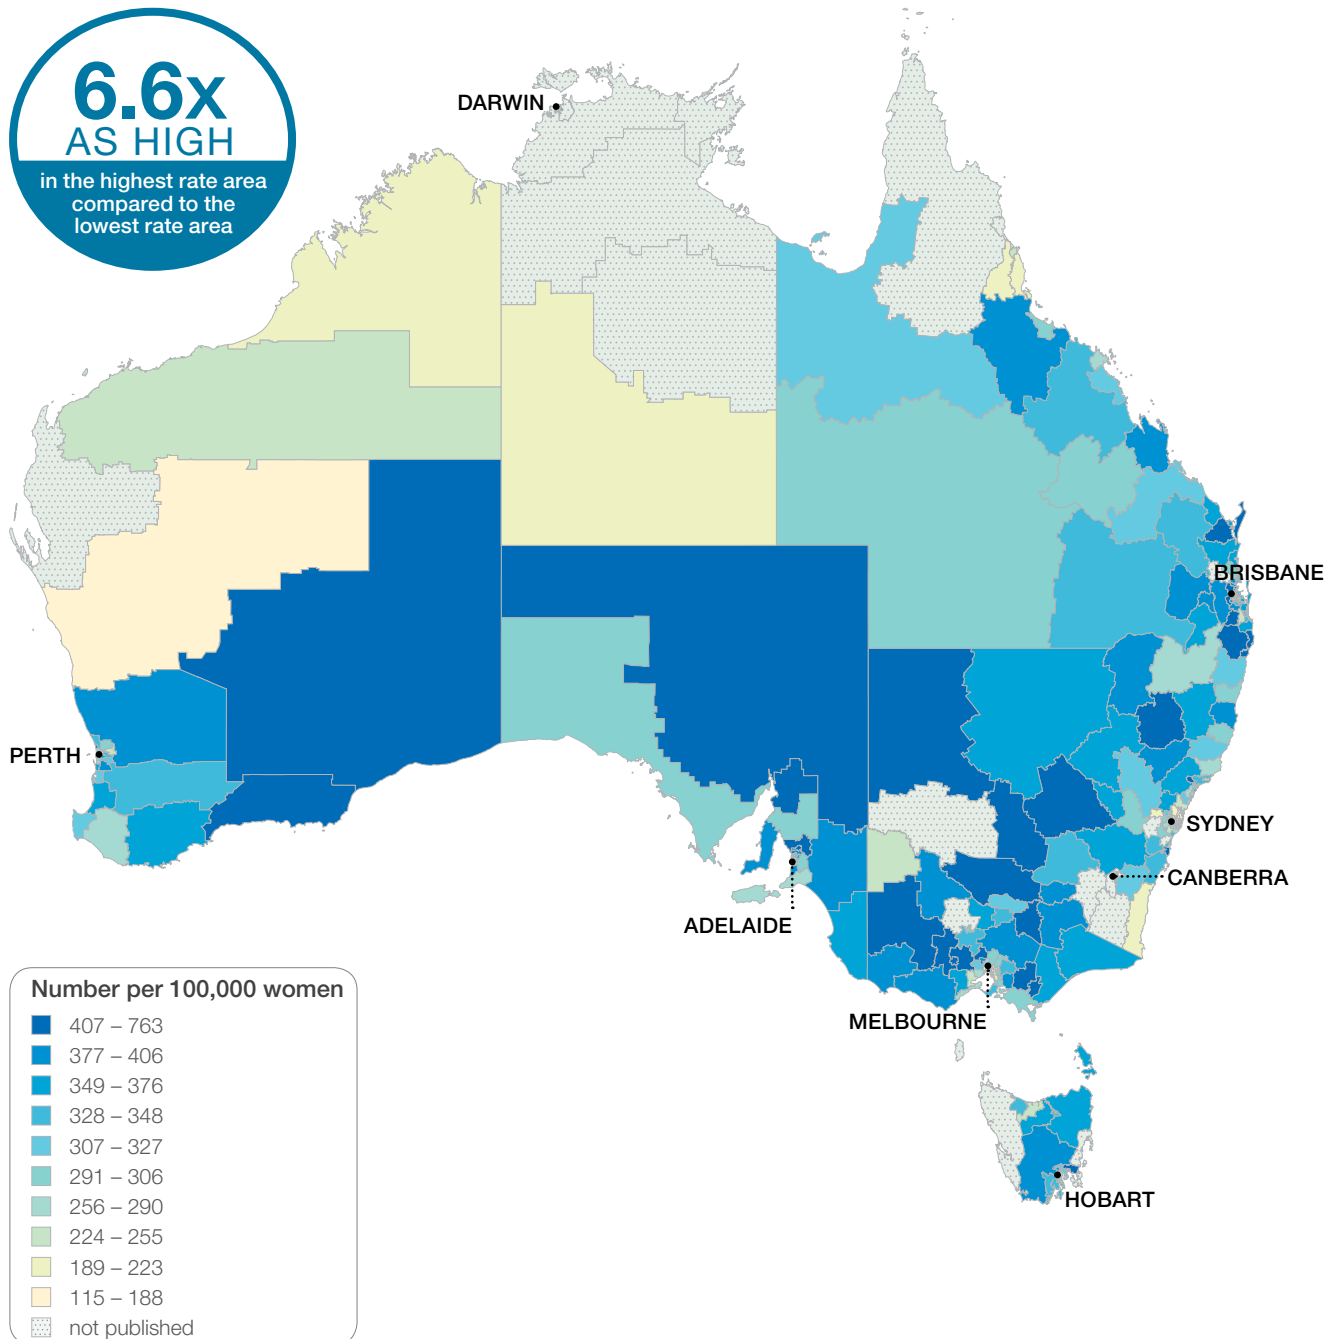 6.6x
AS HIGH
in the highest rate area
compared to the
lowest rate area
DARWIN
BRISBANE
PERTH
SYDNEY
CANBERRA
ADELAIDE
MELBOURNE
HOBART
Number per 100,000 women
407 – 763
377 – 406
349 – 376
328 – 348
307 – 327
291 – 306
256 – 290
224 – 255
189 – 223
115 – 188
not published